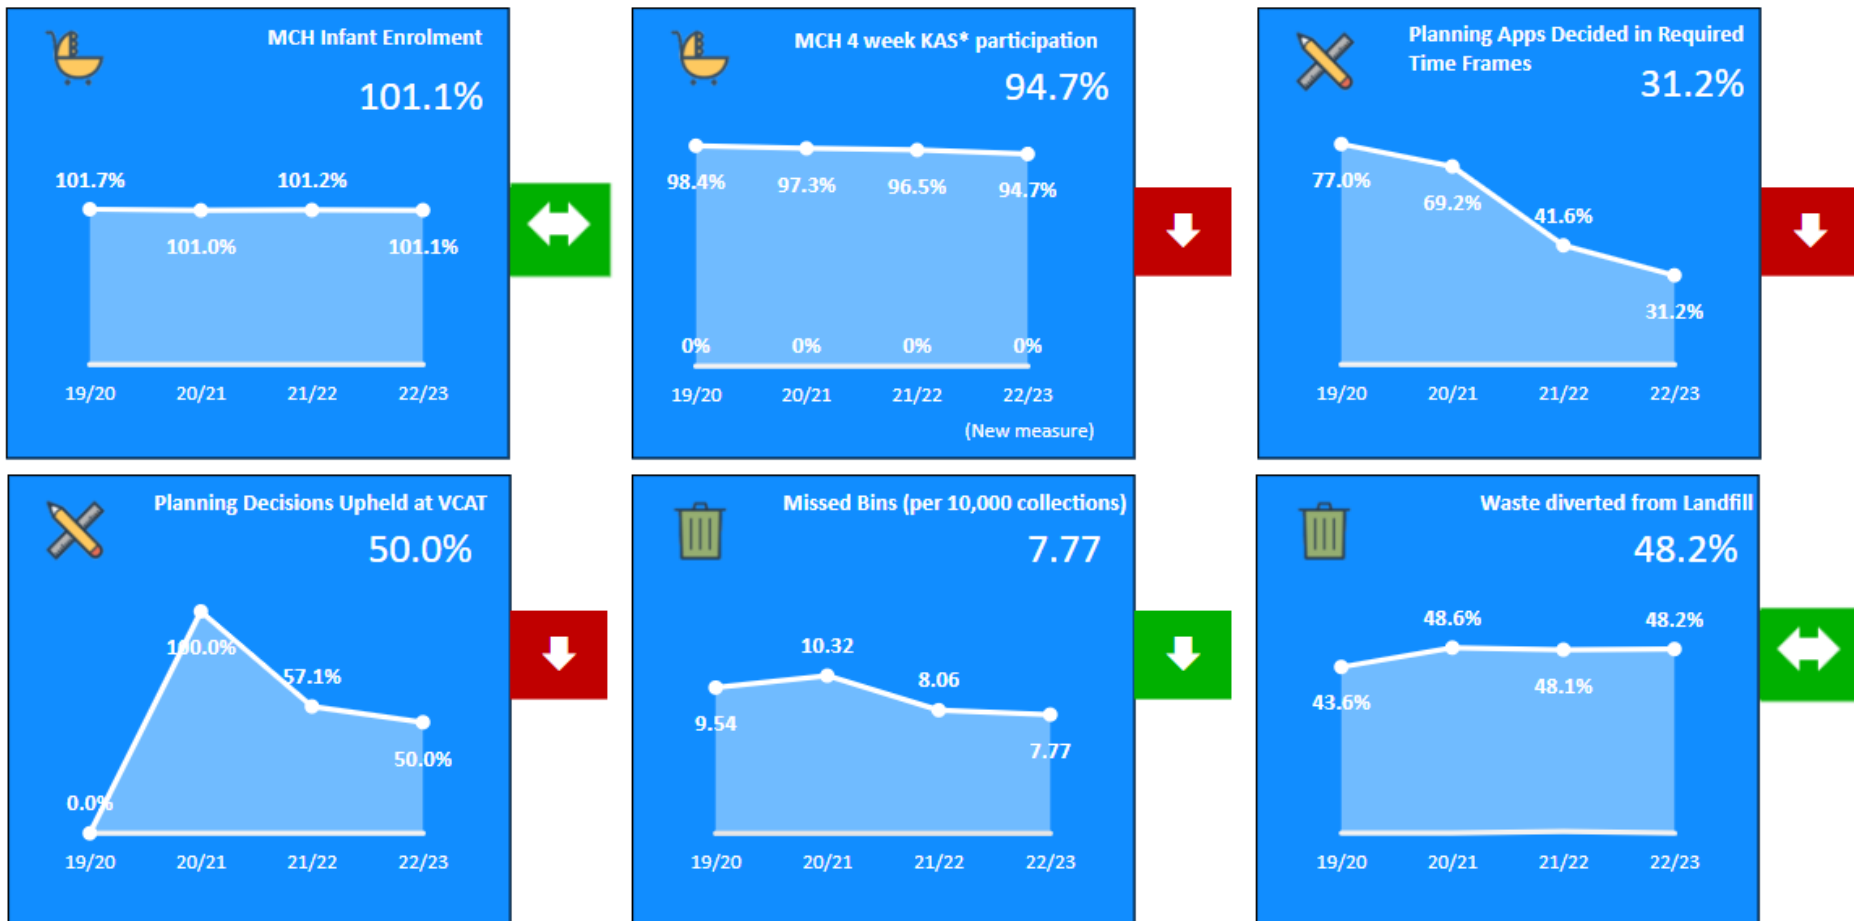 MCH Infant Enrolment
101.1%
101.7%
101.2%
101.0%
101.1%
19/20 20/21 21/22 22/23
MCH 4 week KAS* participation
94.7%
98.4% 97.3% 96.5% 94.7%
0% 0% 0% 0%
19/20 20/21 21/22 22/23
(New measure)
Planning Apps Decided in Required
Time Frames
31.2%
77.0%
69.2%
41.6%
31.2%
19/20 20/21 21/22 22/23
Planning Decisions Upheld at VCAT
50.0%
100.0%
57.1%
50.0%
0.0%
19/20 20/21 21/22 22/23
Missed Bins (per 10,000 collections)
7.77
10.32
8.06
9.54
7.77
19/20 20/21 21/22 22/23
Waste diverted from Landfill
48.2%
48.6%
48.2%
48.1%
43.6%
19/20 20/21 21/22 22/23